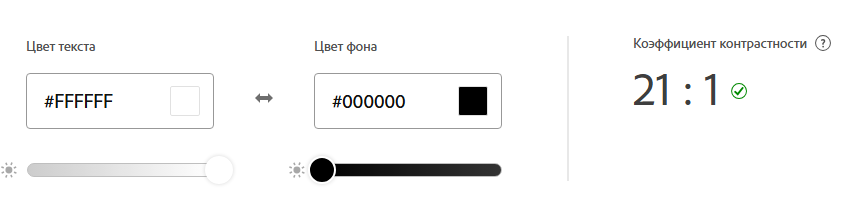 Цвет текста
#FFFFFF
Цвет фона
#000000
Коэффициент контрастности ?
21 : 1